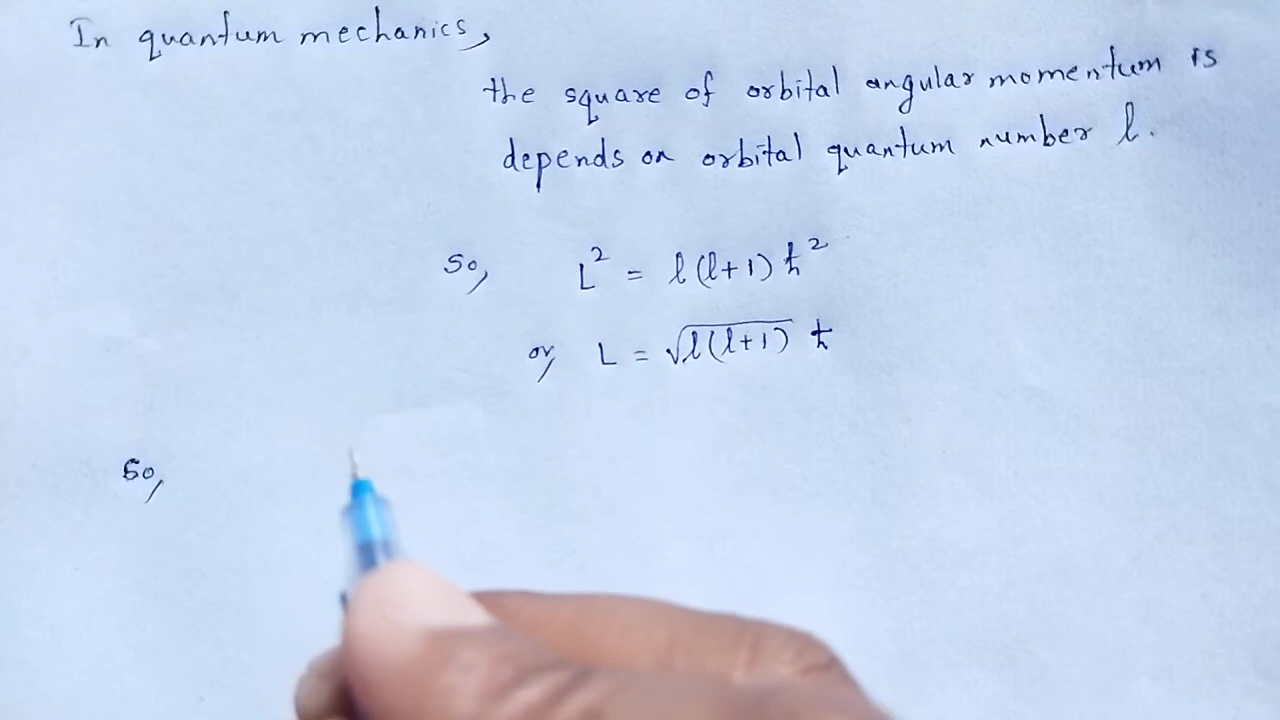 In quantum mechanics,
the square of orbital angular momentum is
depends on orbital quantum number l.
So, L² = l(l+1) ħ²
or, L = √l(l+1) ħ
So,